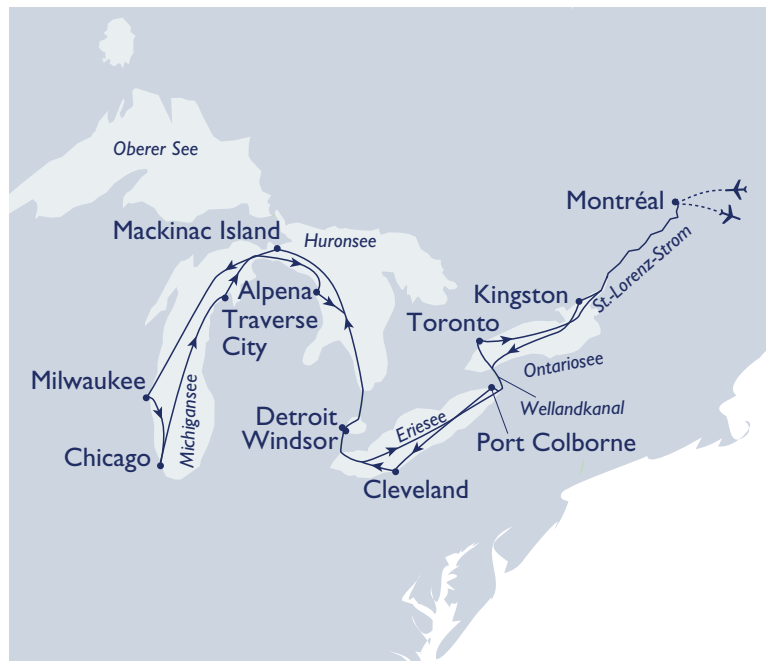 Oberer See
Montréal
Mackinac Island
Huronsee
St.-Lorenz-Strom
Alpena
Kingston
Traverse
City
Toronto
Ontariosee
Milwaukee
Michigansee
Wellandkanal
Detroit
Windsor
Eriesee
Port Colborne
Chicago
Cleveland